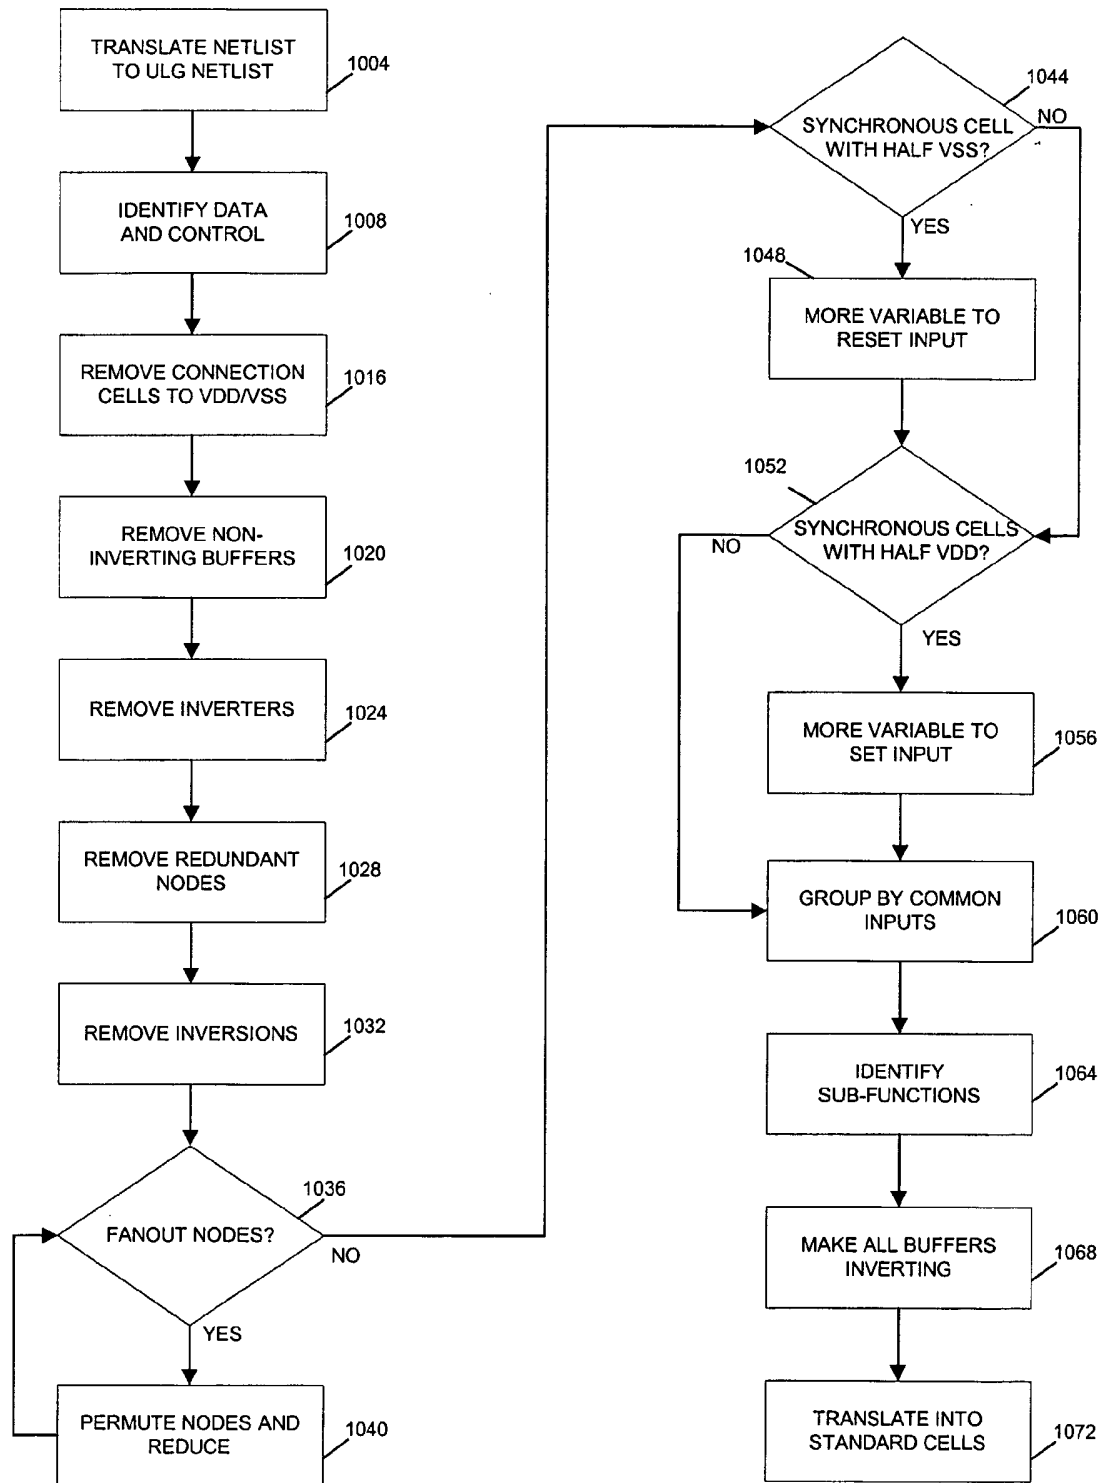 TRANSLATE NETLIST
TO ULG NETLIST
1004
IDENTIFY DATA
AND CONTROL
1008
REMOVE CONNECTION
CELLS TO VDD/VSS
1016
REMOVE NON-
INVERTING BUFFERS
1020
REMOVE INVERTERS
1024
REMOVE REDUNDANT
NODES
1028
REMOVE INVERSIONS
1032
FANOUT NODES?
1036
NO
YES
PERMUTE NODES AND
REDUCE
1040
SYNCHRONOUS CELL
WITH HALF VSS?
1044
NO
YES
1048
MORE VARIABLE TO
RESET INPUT
1052
SYNCHRONOUS CELLS
WITH HALF VDD?
NO
YES
MORE VARIABLE TO
SET INPUT
1056
GROUP BY COMMON
INPUTS
1060
IDENTIFY
SUB-FUNCTIONS
1064
MAKE ALL BUFFERS
INVERTING
1068
TRANSLATE INTO
STANDARD CELLS
1072